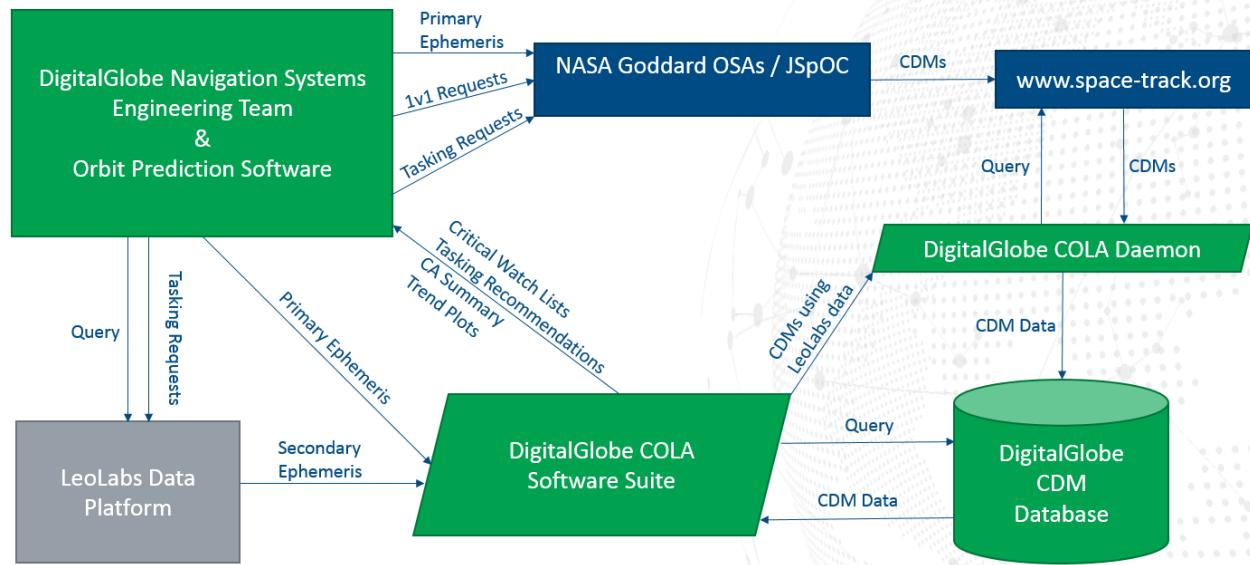 Primary
Ephemeris
DigitalGlobe Navigation Systems
Engineering Team
&
Orbit Prediction Software
1v1 Requests
Tasking Requests
NASA Goddard OSAs / JSpOC
CDMs
www.space-track.org
Query
CDMs
DigitalGlobe COLA Daemon
Critical Watch Lists
Tasking Recommendations
CA Summary
Trend Plots
Query
Tasking Requests
Primary Ephemeris
CDMs using
LeoLabs data
CDM Data
LeoLabs Data
Platform
Secondary
Ephemeris
DigitalGlobe COLA
Software Suite
Query
CDM Data
DigitalGlobe
CDM
Database